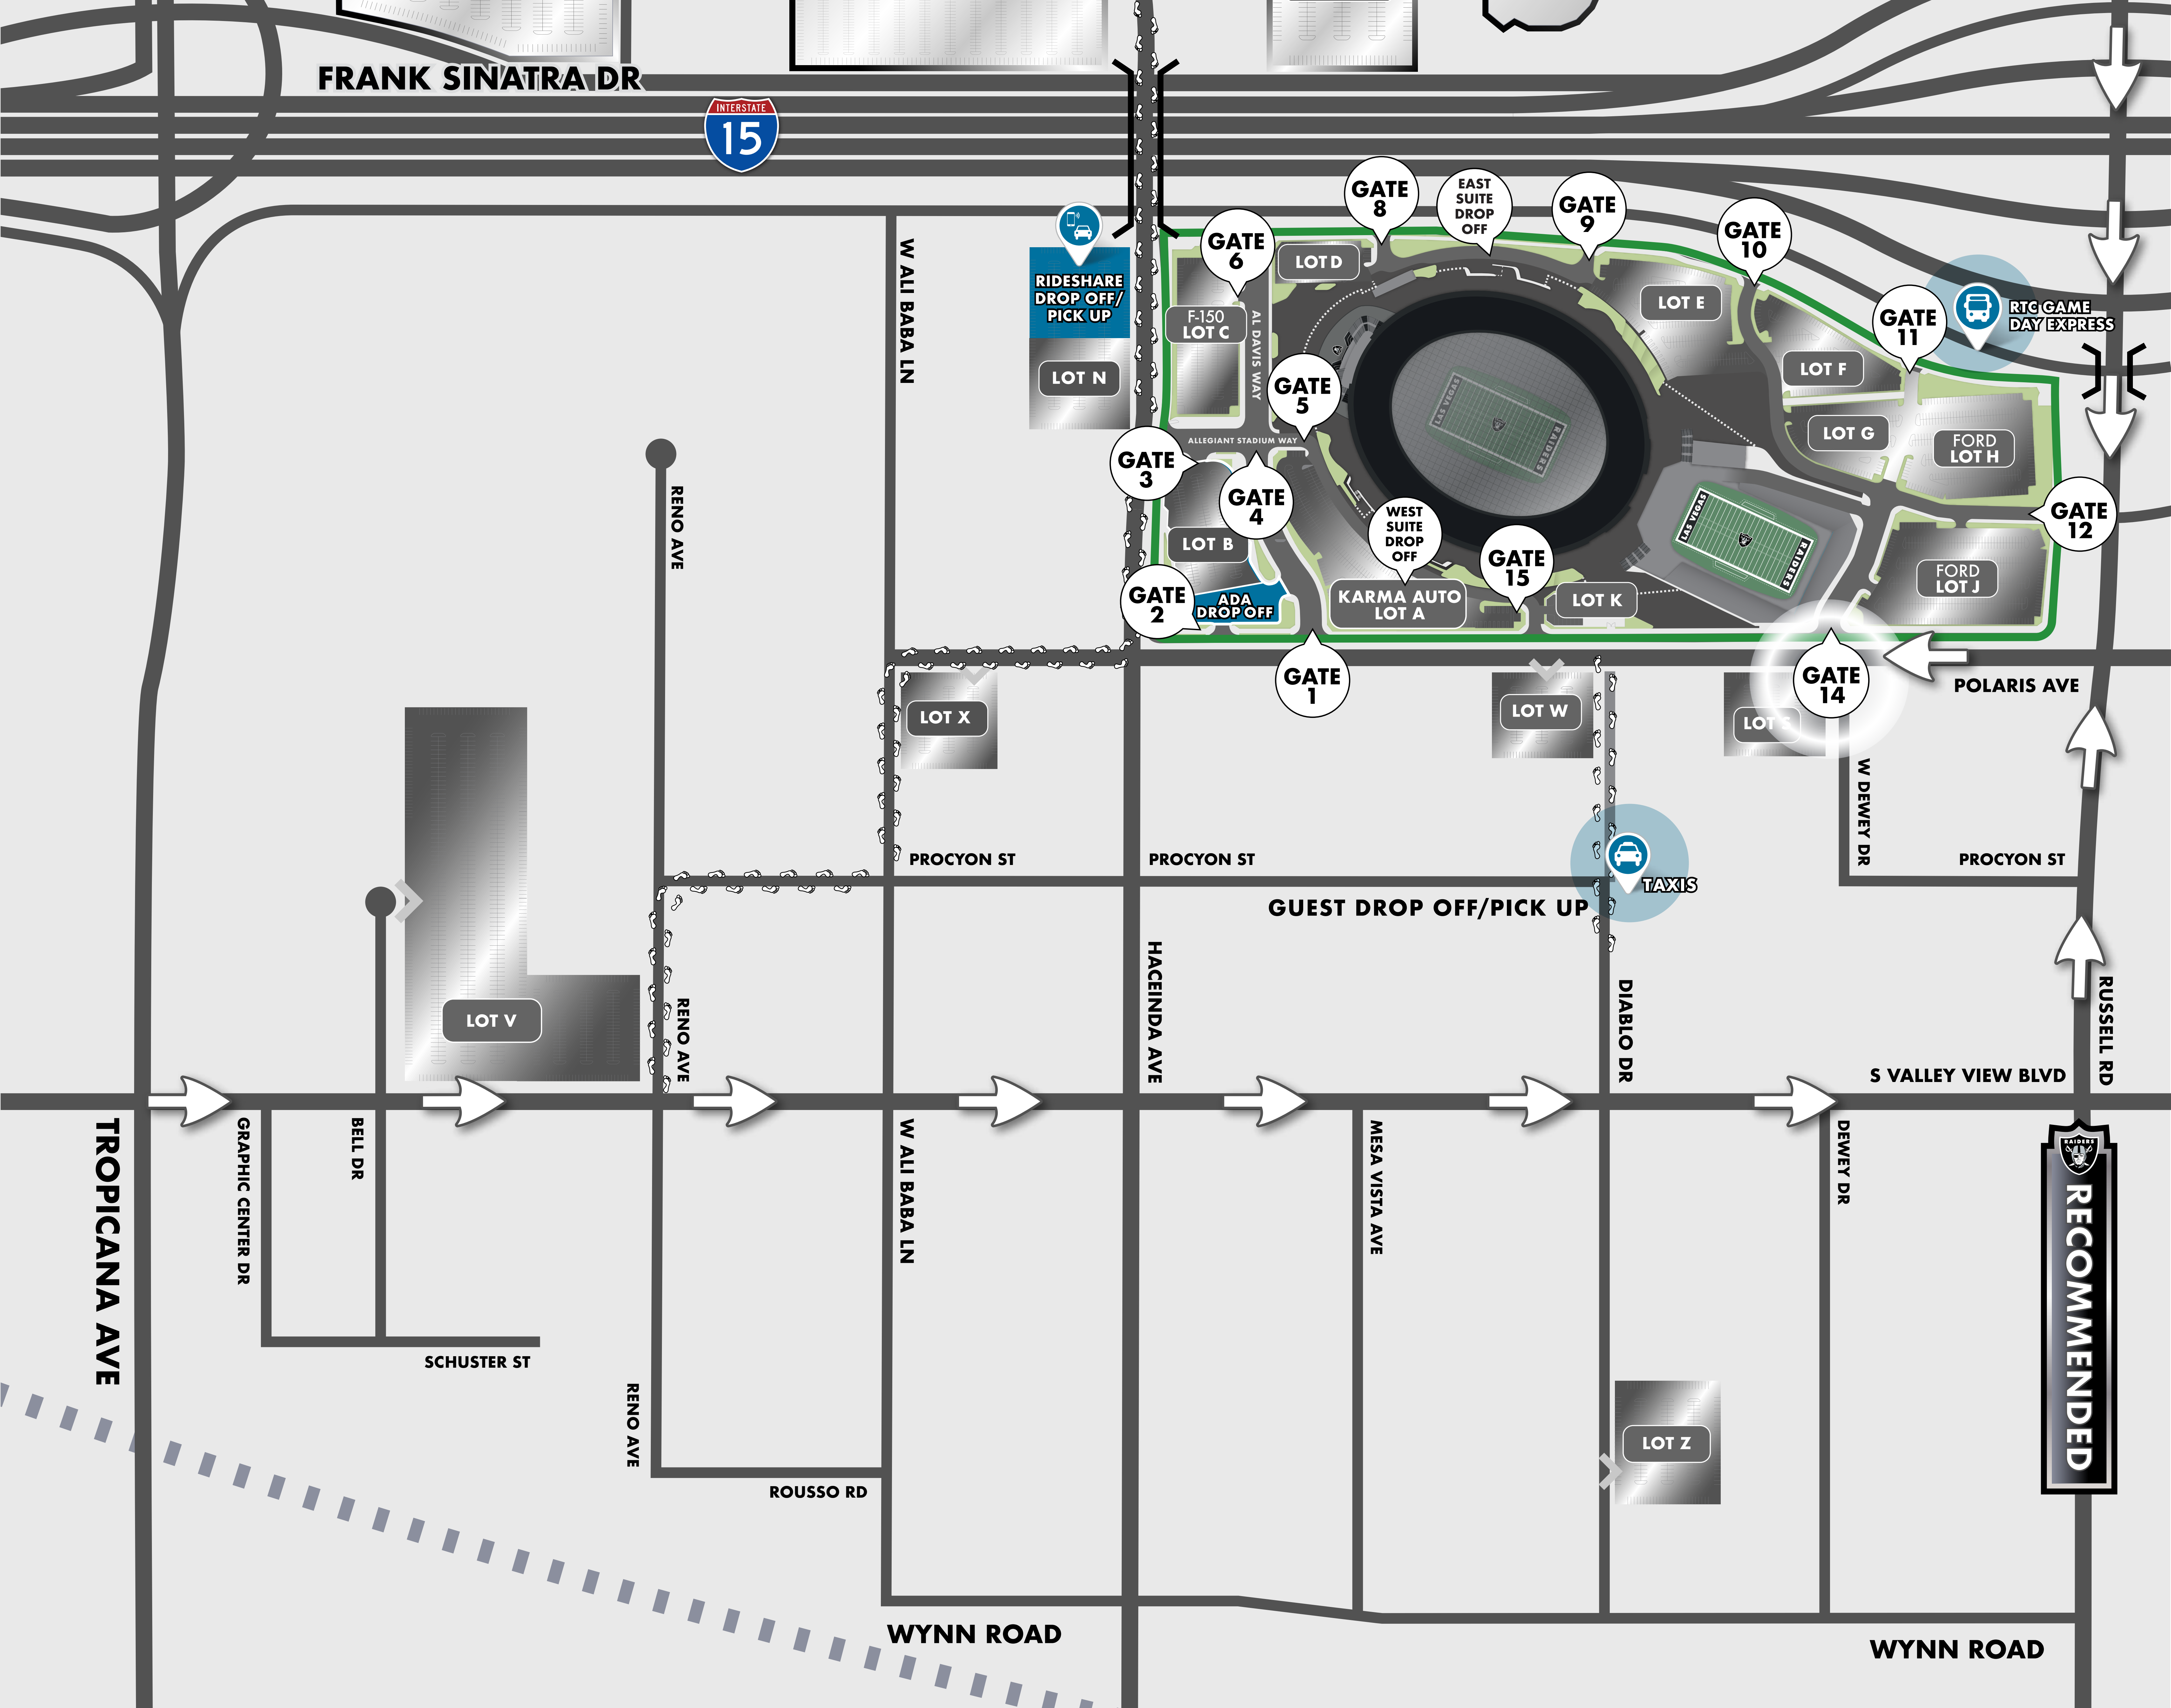 FRANK SINATRA DR
INTERSTATE
15
W ALI BABA LN
RIDESHARE
DROP OFF/
PICK UP
LOT N
GATE
6
LOT D
GATE
8
EAST
SUITE
DROP
OFF
GATE
9
GATE
10
GATE
11
RTC GAME
DAY EXPRESS
F-150
LOT C
AL DAVIS WAY
LOT E
LOT F
LOT G
FORD
LOT H
GATE
5
LAS VEGAS
RAIDERS
ALLEGIANT STADIUM WAY
GATE
3
GATE
4
LOT B
GATE
2
ADA
DROP OFF
WEST
SUITE
DROP
OFF
GATE
15
KARMA AUTO
LOT A
LOT K
LAS VEGAS
RAIDERS
FORD
LOT J
GATE
12
RENO AVE
GATE
1
GATE
14
POLARIS AVE
LOT X
LOT W
LOT S
W DEWEY DR
PROCYON ST
PROCYON ST
PROCYON ST
TAXIS
GUEST DROP OFF/PICK UP
LOT V
RENO AVE
HACEINDA AVE
DIABLO DR
RUSSELL RD
S VALLEY VIEW BLVD
TROPICANA AVE
GRAPHIC CENTER DR
BELL DR
W ALI BABA LN
MESA VISTA AVE
DEWEY DR
RAIDERS
RECOMMENDED
SCHUSTER ST
RENO AVE
LOT Z
ROUSSO RD
WYNN ROAD
WYNN ROAD